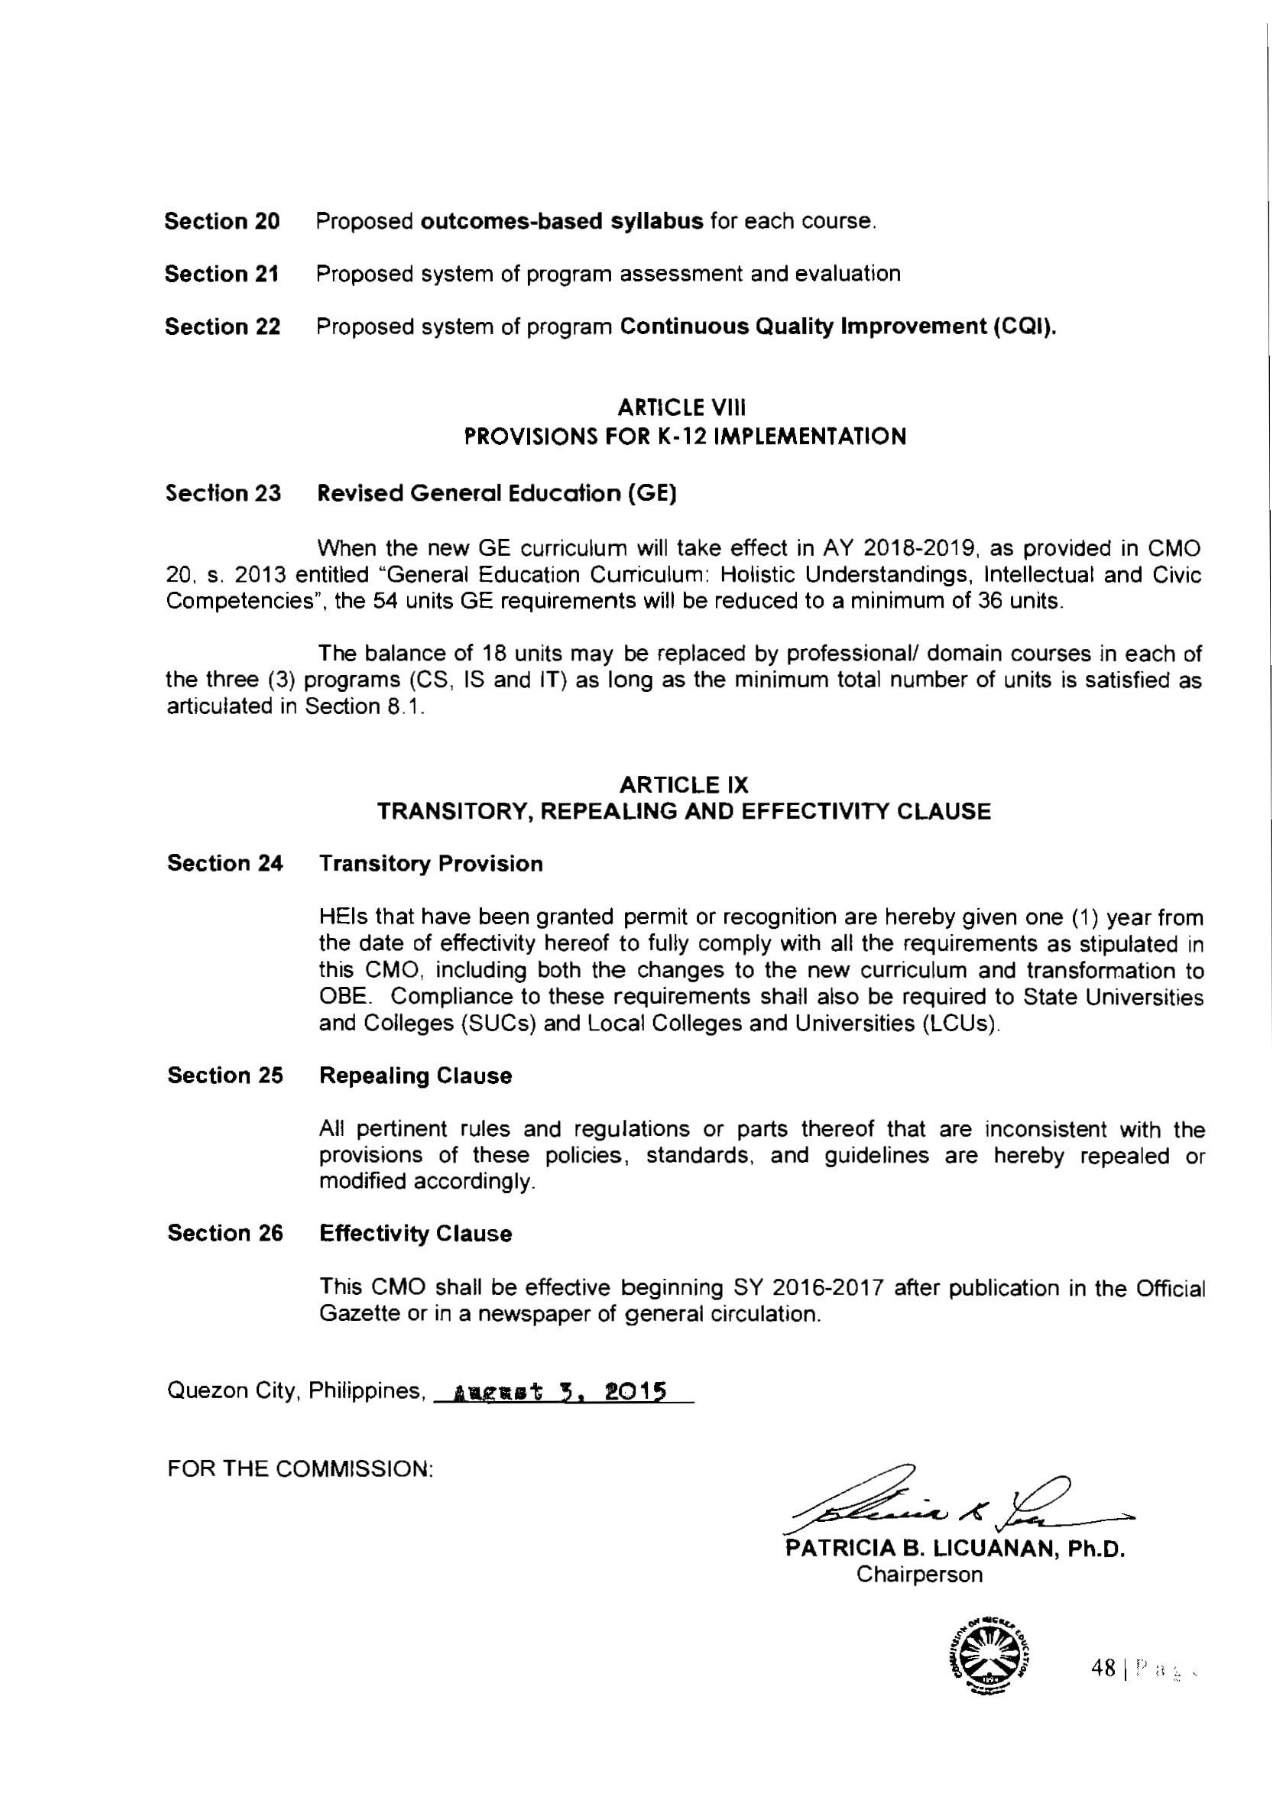 Section 20 Proposed outcomes-based syllabus for each course.
Section 21 Proposed system of program assessment and evaluation
Section 22 Proposed system of program Continuous Quality Improvement (CQI).
ARTICLE VIII
PROVISIONS FOR K-12 IMPLEMENTATION
Section 23 Revised General Education (GE)
When the new GE curriculum will take effect in AY 2018-2019, as provided in CMO
20, s. 2013 entitled “General Education Curriculum: Holistic Understandings, Intellectual and Civic
Competencies”, the 54 units GE requirements will be reduced to a minimum of 36 units.
The balance of 18 units may be replaced by professional/ domain courses in each of
the three (3) programs (CS, IS and IT) as long as the minimum total number of units is satisfied as
articulated in Section 8.1.
ARTICLE IX
TRANSITORY, REPEALING AND EFFECTIVITY CLAUSE
Section 24 Transitory Provision
HEIs that have been granted permit or recognition are hereby given one (1) year from
the date of effectivity hereof to fully comply with all the requirements as stipulated in
this CMO, including both the changes to the new curriculum and transformation to
OBE. Compliance to these requirements shall also be required to State Universities
and Colleges (SUCs) and Local Colleges and Universities (LCUs).
Section 25 Repealing Clause
All pertinent rules and regulations or parts thereof that are inconsistent with the
provisions of these policies, standards, and guidelines are hereby repealed or
modified accordingly.
Section 26 Effectivity Clause
This CMO shall be effective beginning SY 2016-2017 after publication in the Official
Gazette or in a newspaper of general circulation.
Quezon City, Philippines, August 3, 2015
FOR THE COMMISSION:
PATRICIA B. LICUANAN, Ph.D.
Chairperson
COMMISSION ON HIGHER EDUCATION
48 | Page